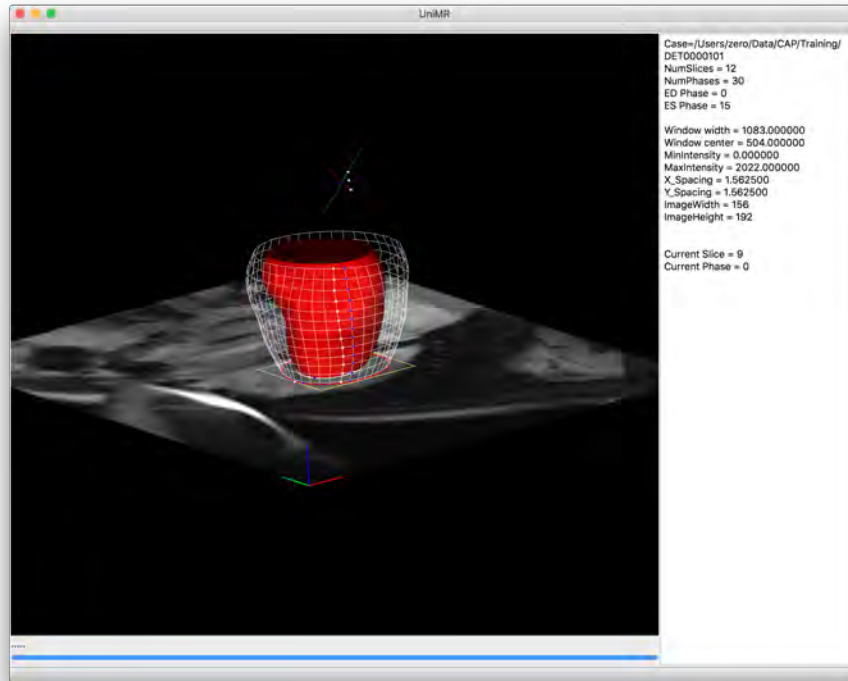 UniMR
Case=/Users/zero/Data/CAP/Training/
DET0000101
NumSlices = 12
NumPhases = 30
ED Phase = 0
ES Phase = 15
Window width = 1083.000000
Window center = 504.000000
MinIntensity = 0.000000
MaxIntensity = 2022.000000
X_Spacing = 1.562500
Y_Spacing = 1.562500
ImageWidth = 156
ImageHeight = 192
Current Slice = 9
Current Phase = 0